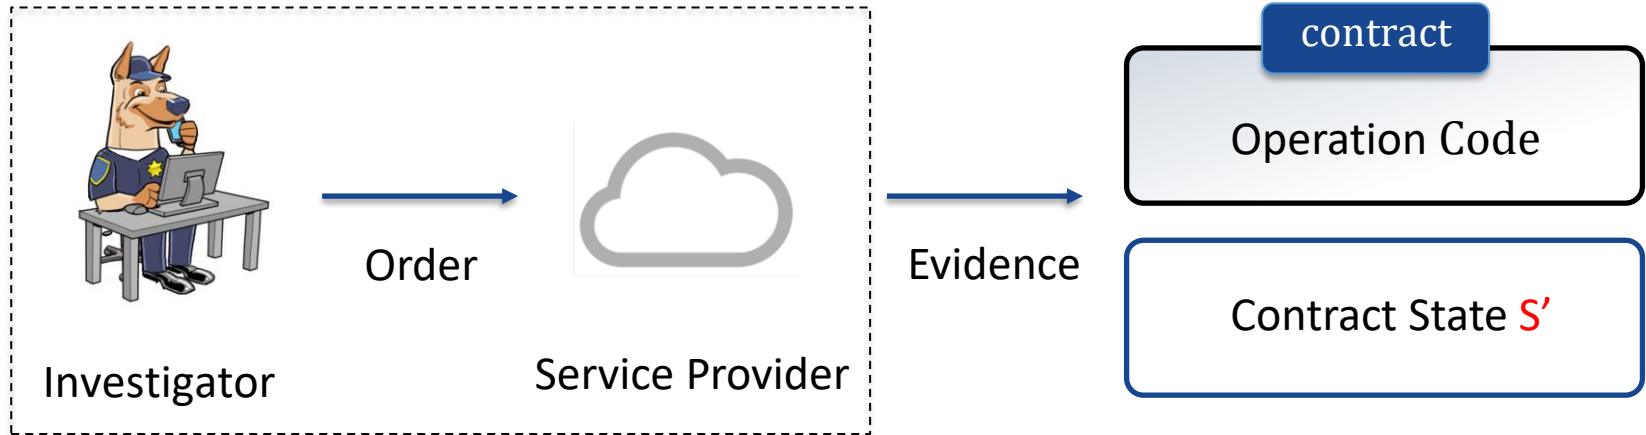 contract
Operation Code
Order
Evidence
Contract State S’
Investigator
Service Provider